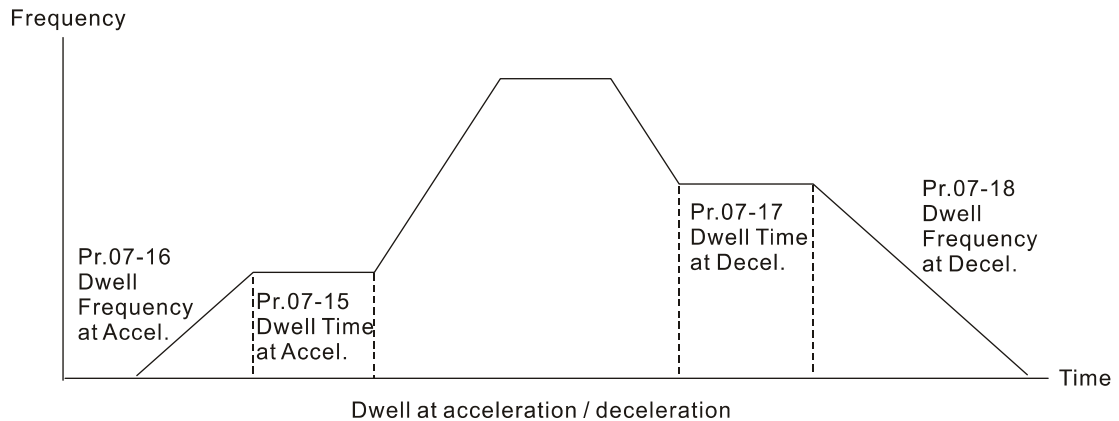 Frequency
Pr.07-16
Dwell
Frequency
at Accel.
Pr.07-15
Dwell Time
at Accel.
Pr.07-17
Dwell Time
at Decel.
Pr.07-18
Dwell
Frequency
at Decel.
Time
Dwell at acceleration / deceleration